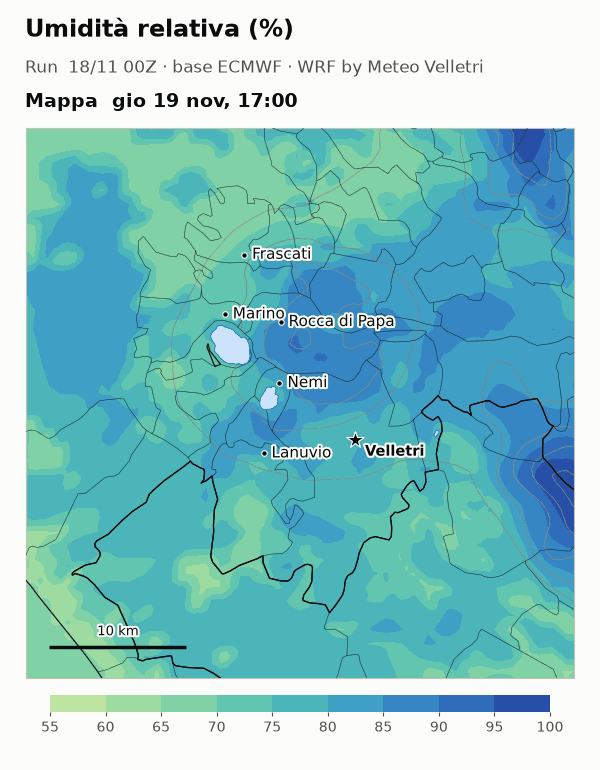 Umidità relativa (%)
Run  18/11 00Z · base ECMWF · WRF by Meteo Velletri
Mappa  gio 19 nov, 17:00
Frascati
Marino
Rocca di Papa
Nemi
Velletri
Lanuvio
10 km
55 60 65 70 75 80 85 90 95 100